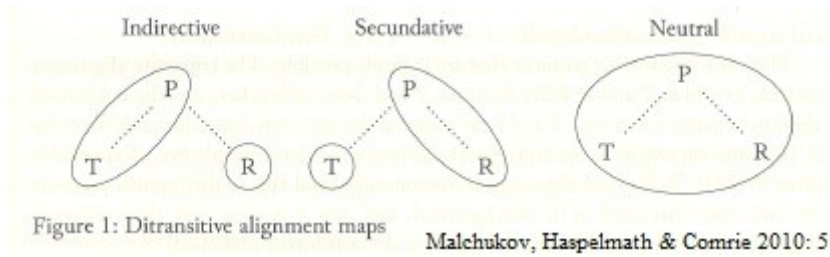 Indirective Secundative Neutral
P P P
T R T R T R
Figure 1: Ditransitive alignment maps
Malchukov, Haspelmath & Comrie 2010: 5